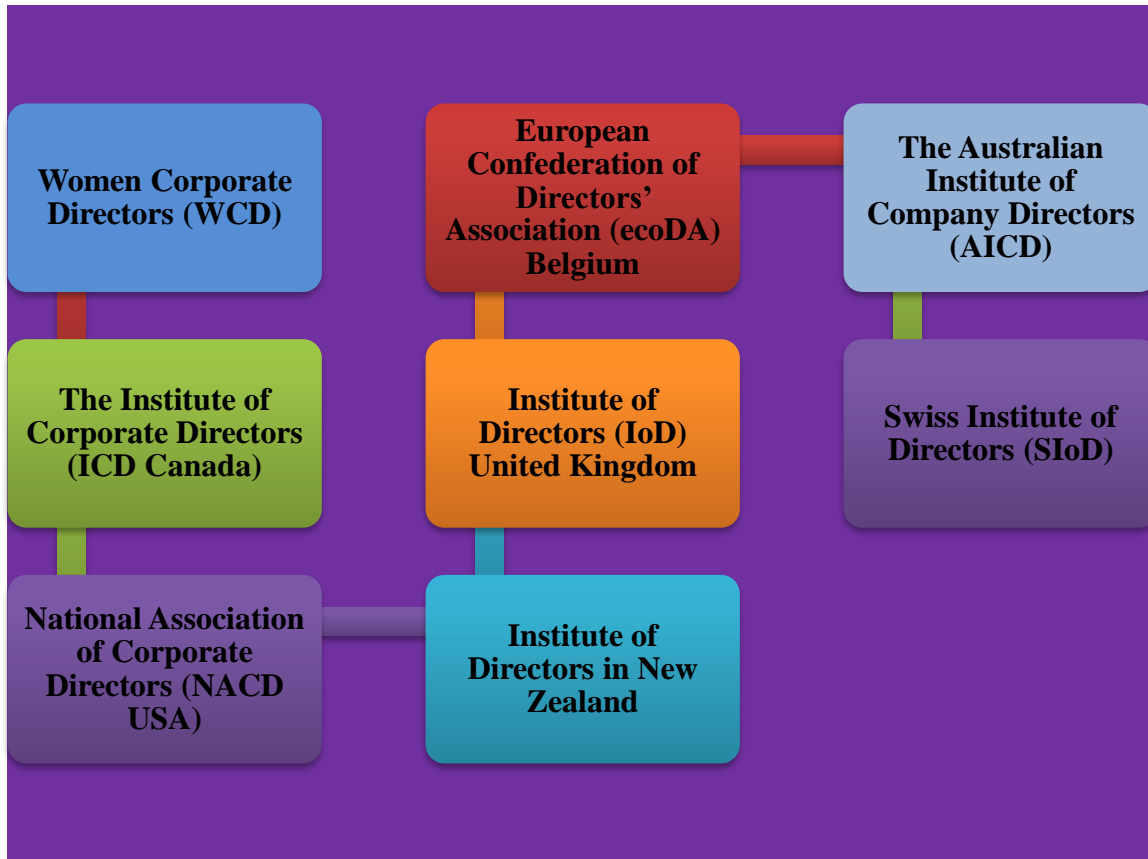 Women Corporate
Directors (WCD)
The Institute of
Corporate Directors
(ICD Canada)
National Association
of Corporate
Directors (NACD
USA)
Institute of
Directors in New
Zealand
Institute of
Directors (IoD)
United Kingdom
European
Confederation of
Directors’
Association (ecoDA)
Belgium
The Australian
Institute of
Company Directors
(AICD)
Swiss Institute of
Directors (SIoD)